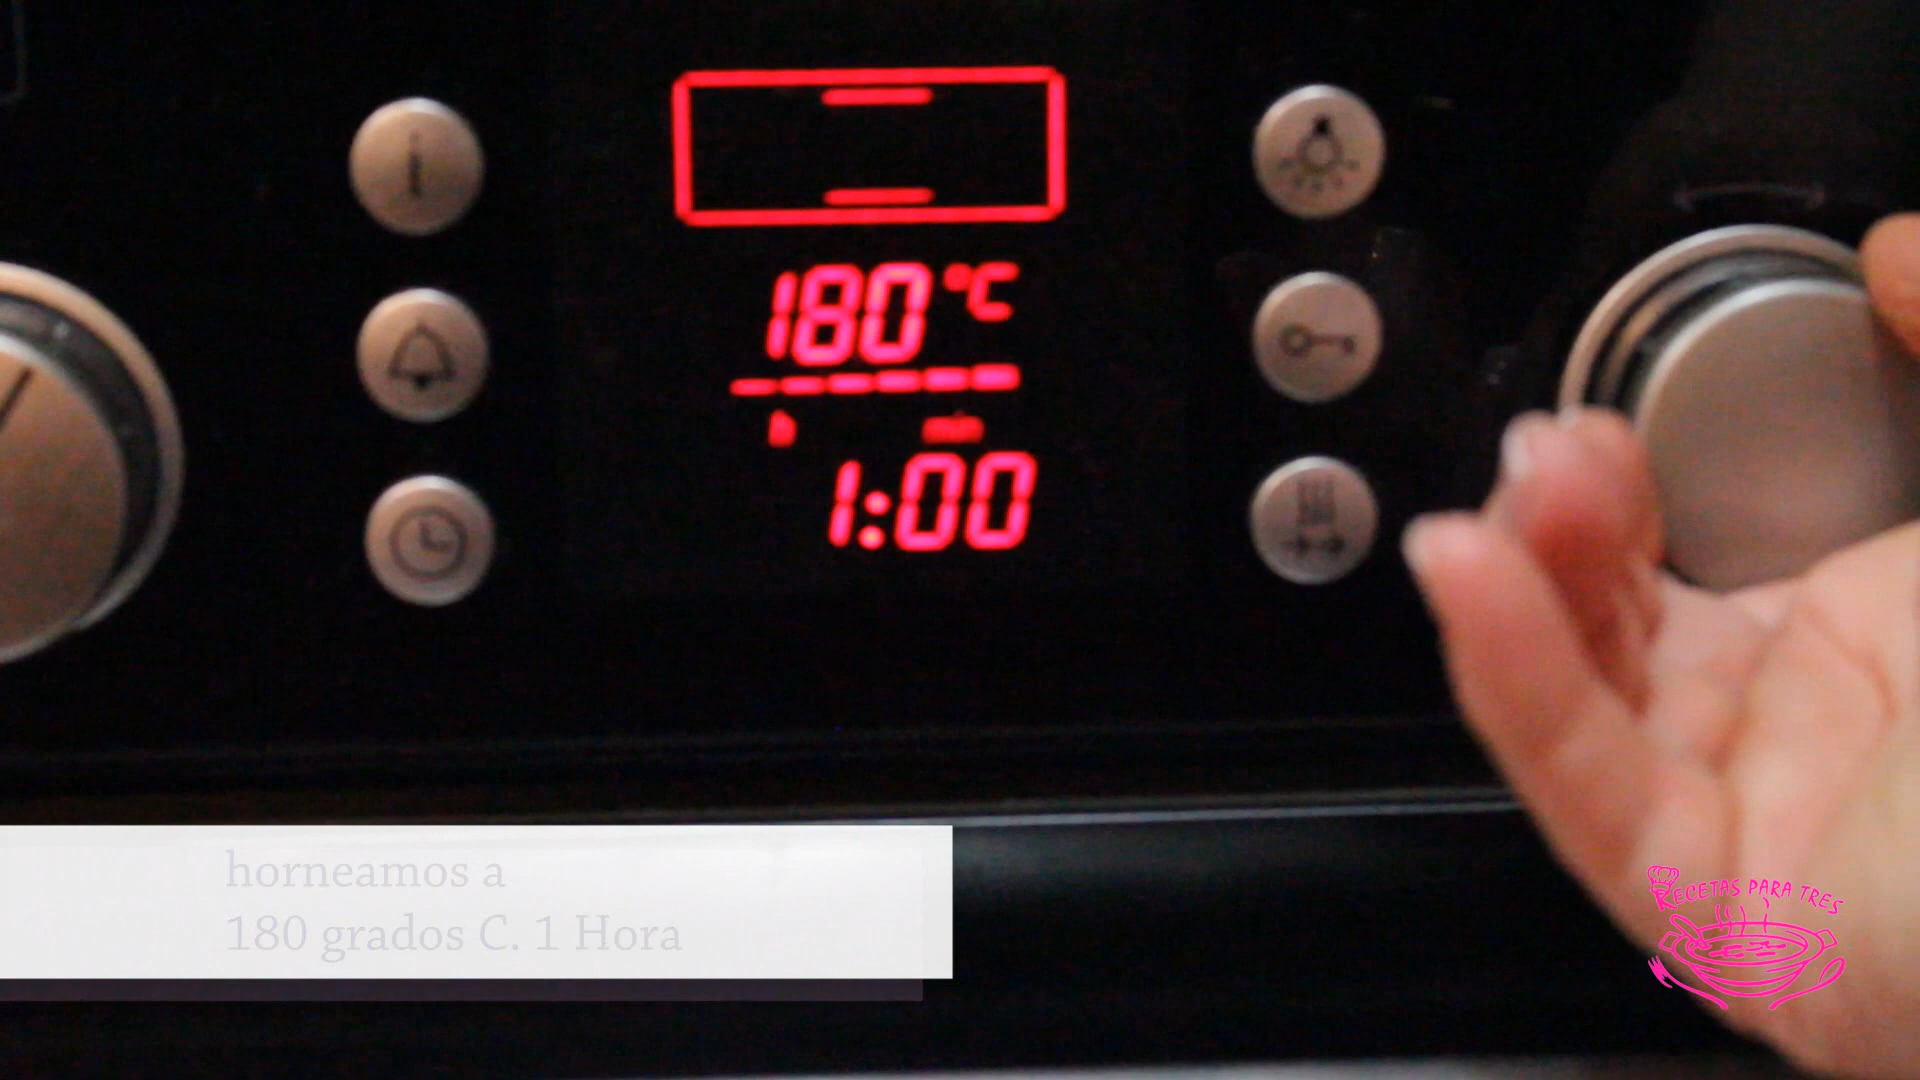 180 °C
h min
1:00
horneamos a
180 grados C. 1 Hora
RECETAS PARA TRES